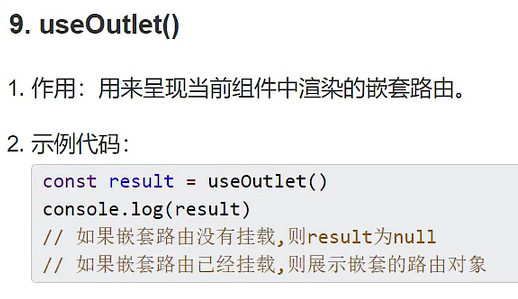 9. useOutlet()
1. 作用：用来呈现当前组件中渲染的嵌套路由。
2. 示例代码：
const result = useOutlet()
console.log(result)
// 如果嵌套路由没有挂载,则result为null
// 如果嵌套路由已经挂载,则展示嵌套的路由对象